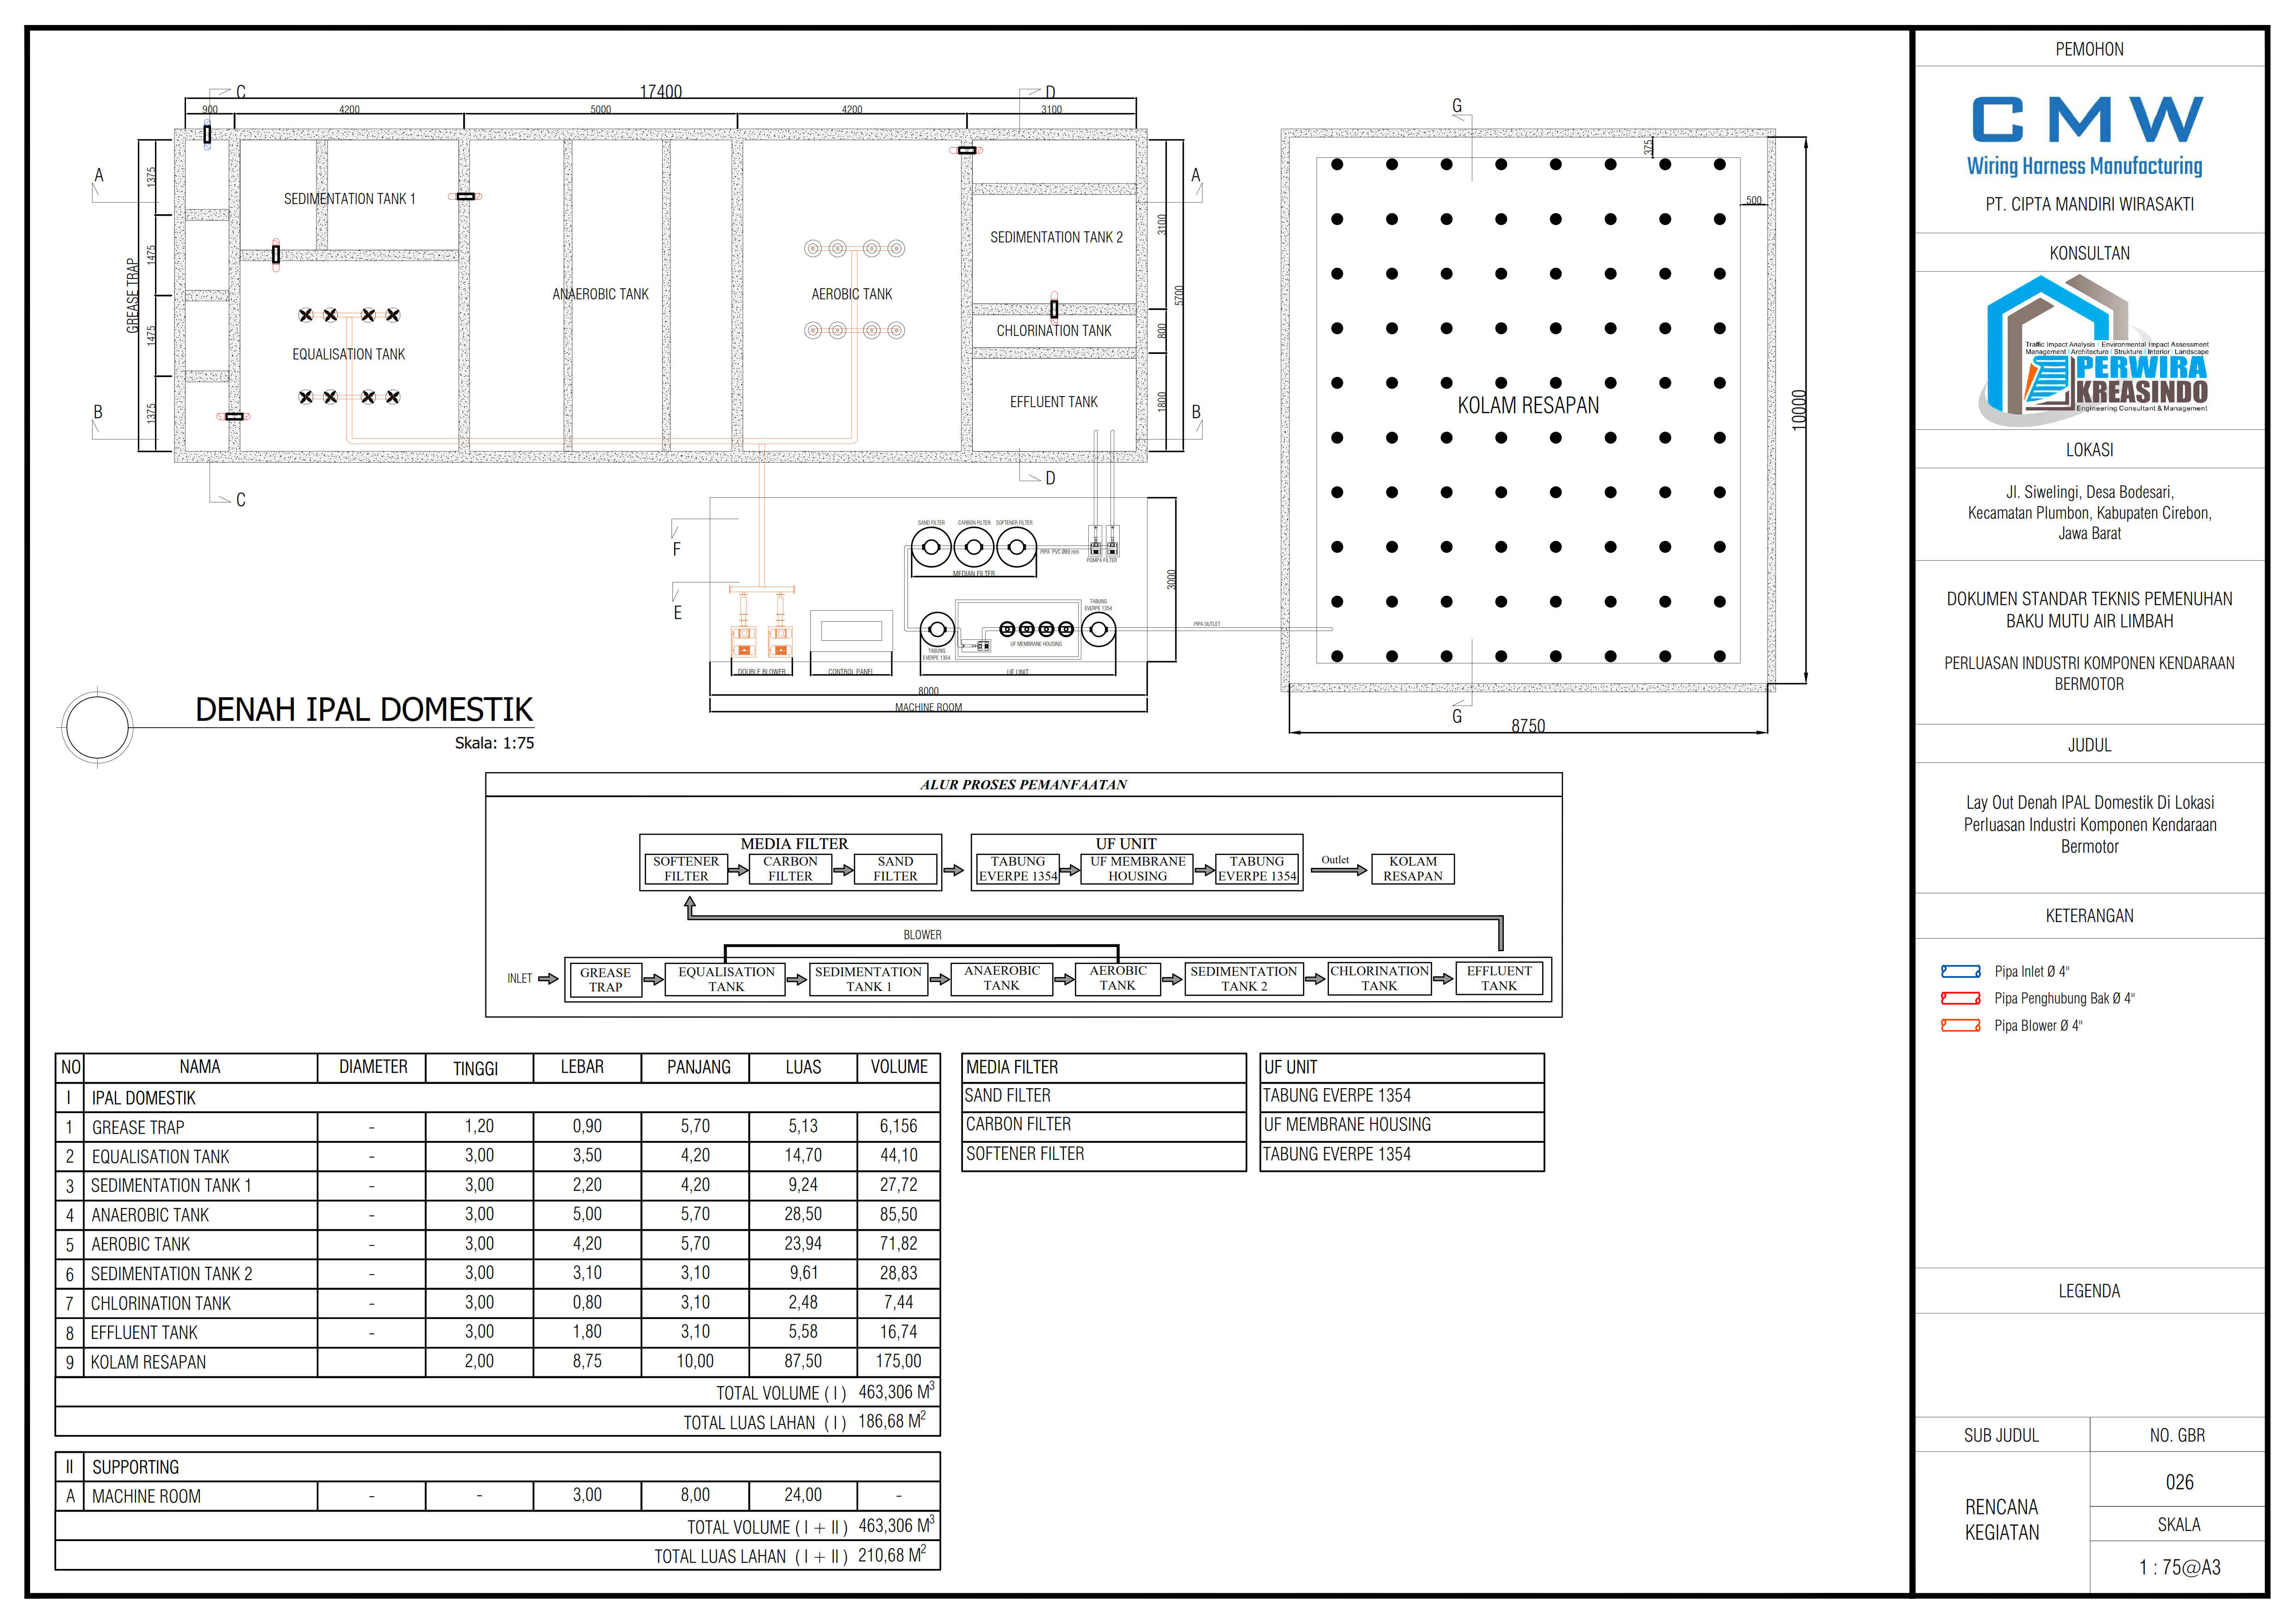 C
17400
D
900
4200
5000
4200
3100
A
A
GREASE TRAP
1375
1475
1475
1375
SEDIMENTATION TANK 1
EQUALISATION TANK
ANAEROBIC TANK
AEROBIC TANK
SEDIMENTATION TANK 2
CHLORINATION TANK
EFFLUENT TANK
3100
800
1800
5700
B
B
C
D
F
E
SAND FILTER
CARBON FILTER
SOFTENER FILTER
PIPA PVC Ø89 mm
POMPA FILTER
MEDIAN FILTER
TABUNG
EVERPE 1354
TABUNG
EVERPE 1354
UF MEMBRANE HOUSING
DOUBLE BLOWER
CONTROL PANEL
UF UNIT
3000
8000
MACHINE ROOM
PIPA OUTLET
G
375
500
KOLAM RESAPAN
10000
G
8750
DENAH IPAL DOMESTIK
Skala: 1:75
ALUR PROSES PEMANFAATAN
MEDIA FILTER
UF UNIT
SOFTENER
FILTER
CARBON
FILTER
SAND
FILTER
TABUNG
EVERPE 1354
UF MEMBRANE
HOUSING
TABUNG
EVERPE 1354
Outlet
KOLAM
RESAPAN
BLOWER
INLET
GREASE
TRAP
EQUALISATION
TANK
SEDIMENTATION
TANK 1
ANAEROBIC
TANK
AEROBIC
TANK
SEDIMENTATION
TANK 2
CHLORINATION
TANK
EFFLUENT
TANK
NO NAMA DIAMETER TINGGI LEBAR PANJANG LUAS VOLUME
I IPAL DOMESTIK
1 GREASE TRAP - 1,20 0,90 5,70 5,13 6,156
2 EQUALISATION TANK - 3,00 3,50 4,20 14,70 44,10
3 SEDIMENTATION TANK 1 - 3,00 2,20 4,20 9,24 27,72
4 ANAEROBIC TANK - 3,00 5,00 5,70 28,50 85,50
5 AEROBIC TANK - 3,00 4,20 5,70 23,94 71,82
6 SEDIMENTATION TANK 2 - 3,00 3,10 3,10 9,61 28,83
7 CHLORINATION TANK - 3,00 0,80 3,10 2,48 7,44
8 EFFLUENT TANK - 3,00 1,80 3,10 5,58 16,74
9 KOLAM RESAPAN 2,00 8,75 10,00 87,50 175,00
TOTAL VOLUME ( I ) 463,306 M3
TOTAL LUAS LAHAN ( I ) 186,68 M2
II SUPPORTING
A MACHINE ROOM - - 3,00 8,00 24,00 -
TOTAL VOLUME ( I + II ) 463,306 M3
TOTAL LUAS LAHAN ( I + II ) 210,68 M2
MEDIA FILTER
SAND FILTER
CARBON FILTER
SOFTENER FILTER
UF UNIT
TABUNG EVERPE 1354
UF MEMBRANE HOUSING
TABUNG EVERPE 1354
PEMOHON
CMW
Wiring Harness Manufacturing
PT. CIPTA MANDIRI WIRASAKTI
KONSULTAN
Traffic Impact Analysis | Environmental Impact Assessment
Management | Architecture | Strukture | Interior | Landscape
PERWIRA
KREASINDO
Engineering Consultant & Management
LOKASI
Jl. Siwelingi, Desa Bodesari,
Kecamatan Plumbon, Kabupaten Cirebon,
Jawa Barat
DOKUMEN STANDAR TEKNIS PEMENUHAN
BAKU MUTU AIR LIMBAH
PERLUASAN INDUSTRI KOMPONEN KENDARAAN
BERMOTOR
JUDUL
Lay Out Denah IPAL Domestik Di Lokasi
Perluasan Industri Komponen Kendaraan
Bermotor
KETERANGAN
Pipa Inlet Ø 4"
Pipa Penghubung Bak Ø 4"
Pipa Blower Ø 4"
LEGENDA
SUB JUDUL
NO. GBR
026
RENCANA
KEGIATAN
SKALA
1 : 75@A3